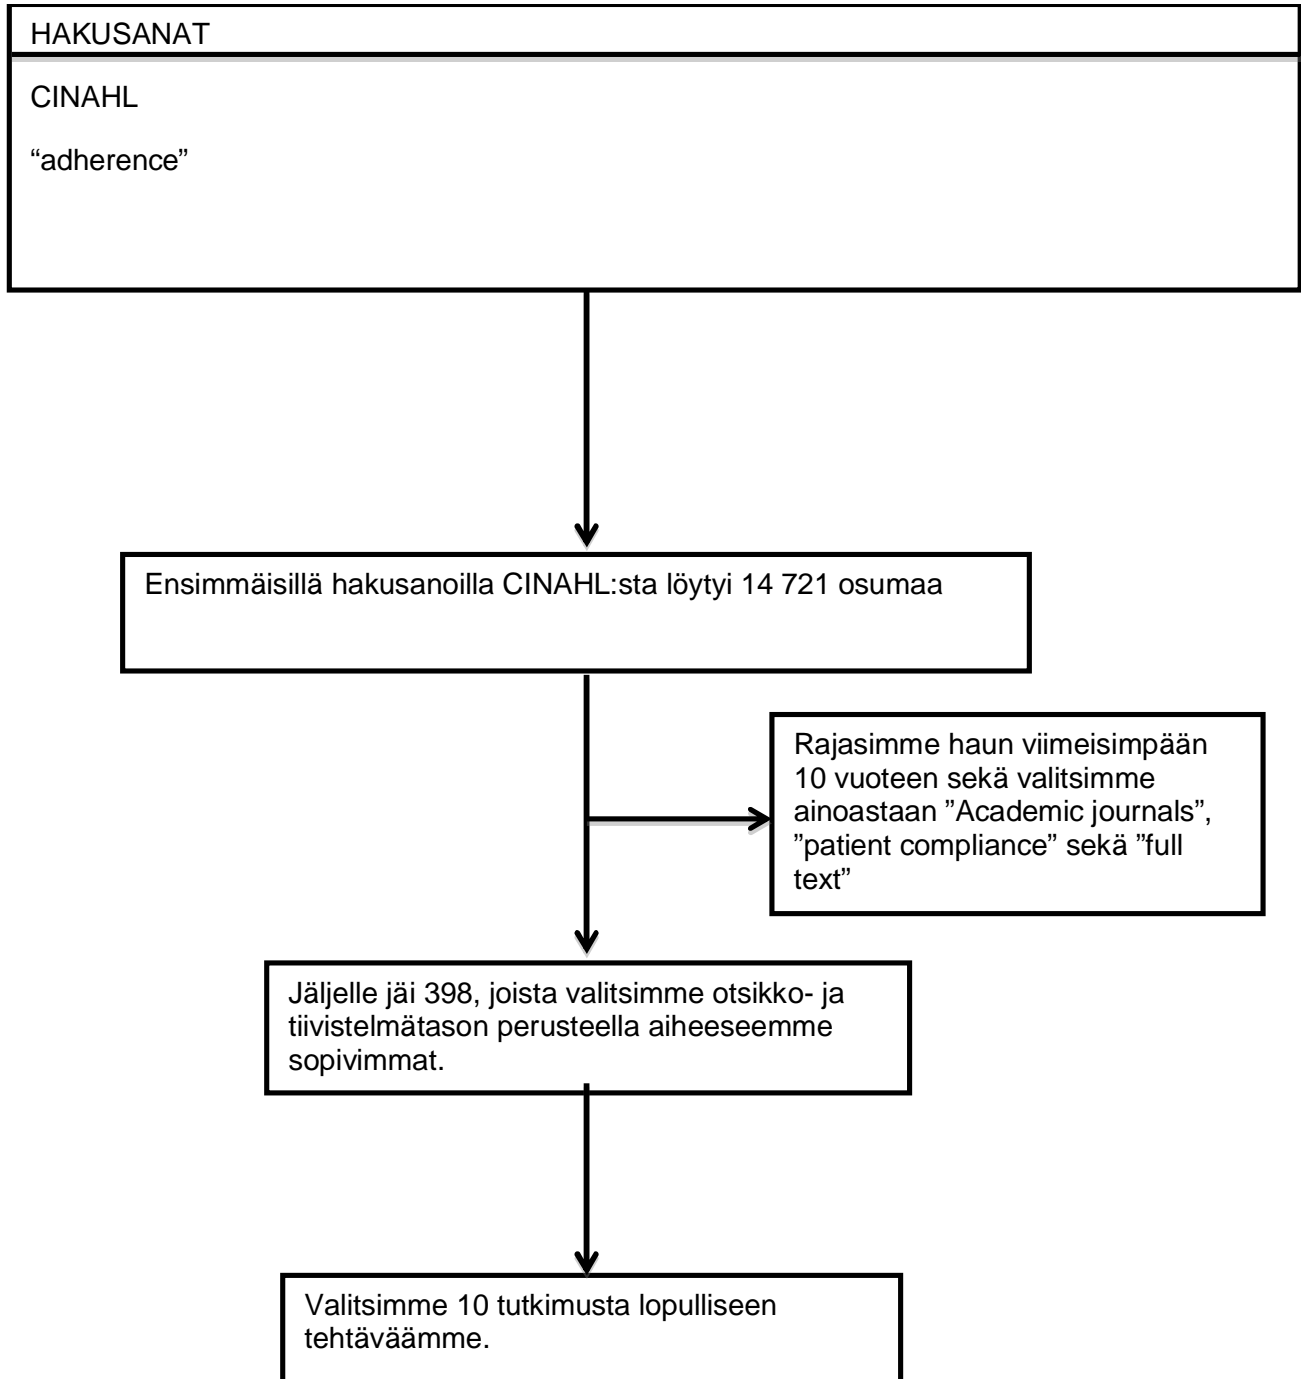 HAKUSANAT
CINAHL
“adherence”
Ensimmäisillä hakusanoilla CINAHL:sta löytyi 14 721 osumaa
Rajasimme haun viimeisimpään
10 vuoteen sekä valitsimme
ainoastaan ”Academic journals”,
”patient compliance” sekä ”full
text”
Jäljelle jäi 398, joista valitsimme otsikko- ja
tiivistelmätason perusteella aiheeseemme
sopivimmat.
Valitsimme 10 tutkimusta lopulliseen
tehtäväämme.